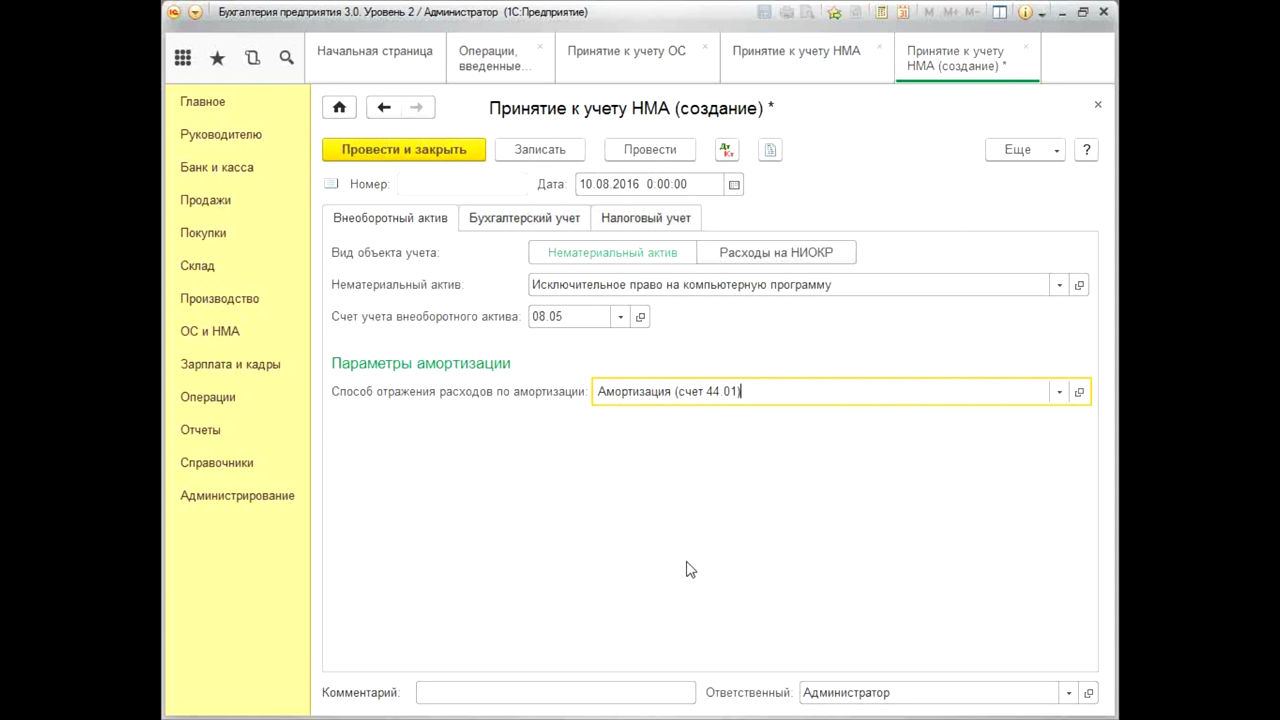 Бухгалтерия предприятия 3.0. Уровень 2 / Администратор (1С:Предприятие)
M M+ M-
Начальная страница
Операции,
введенные...
Принятие к учету ОС
Принятие к учету НМА
Принятие к учету
НМА (создание) *
Главное
Руководителю
Банк и касса
Продажи
Покупки
Склад
Производство
ОС и НМА
Зарплата и кадры
Операции
Отчеты
Справочники
Администрирование
Принятие к учету НМА (создание) *
Провести и закрыть
Записать
Провести
Дт
Кт
Еще
?
Номер:
Дата: 10.08.2016 0:00:00
Внеоборотный актив
Бухгалтерский учет
Налоговый учет
Вид объекта учета: Нематериальный актив Расходы на НИОКР
Нематериальный актив: Исключительное право на компьютерную программу
Счет учета внеоборотного актива: 08.05
Параметры амортизации
Способ отражения расходов по амортизации: Амортизация (счет 44.01)
Комментарий:
Ответственный: Администратор